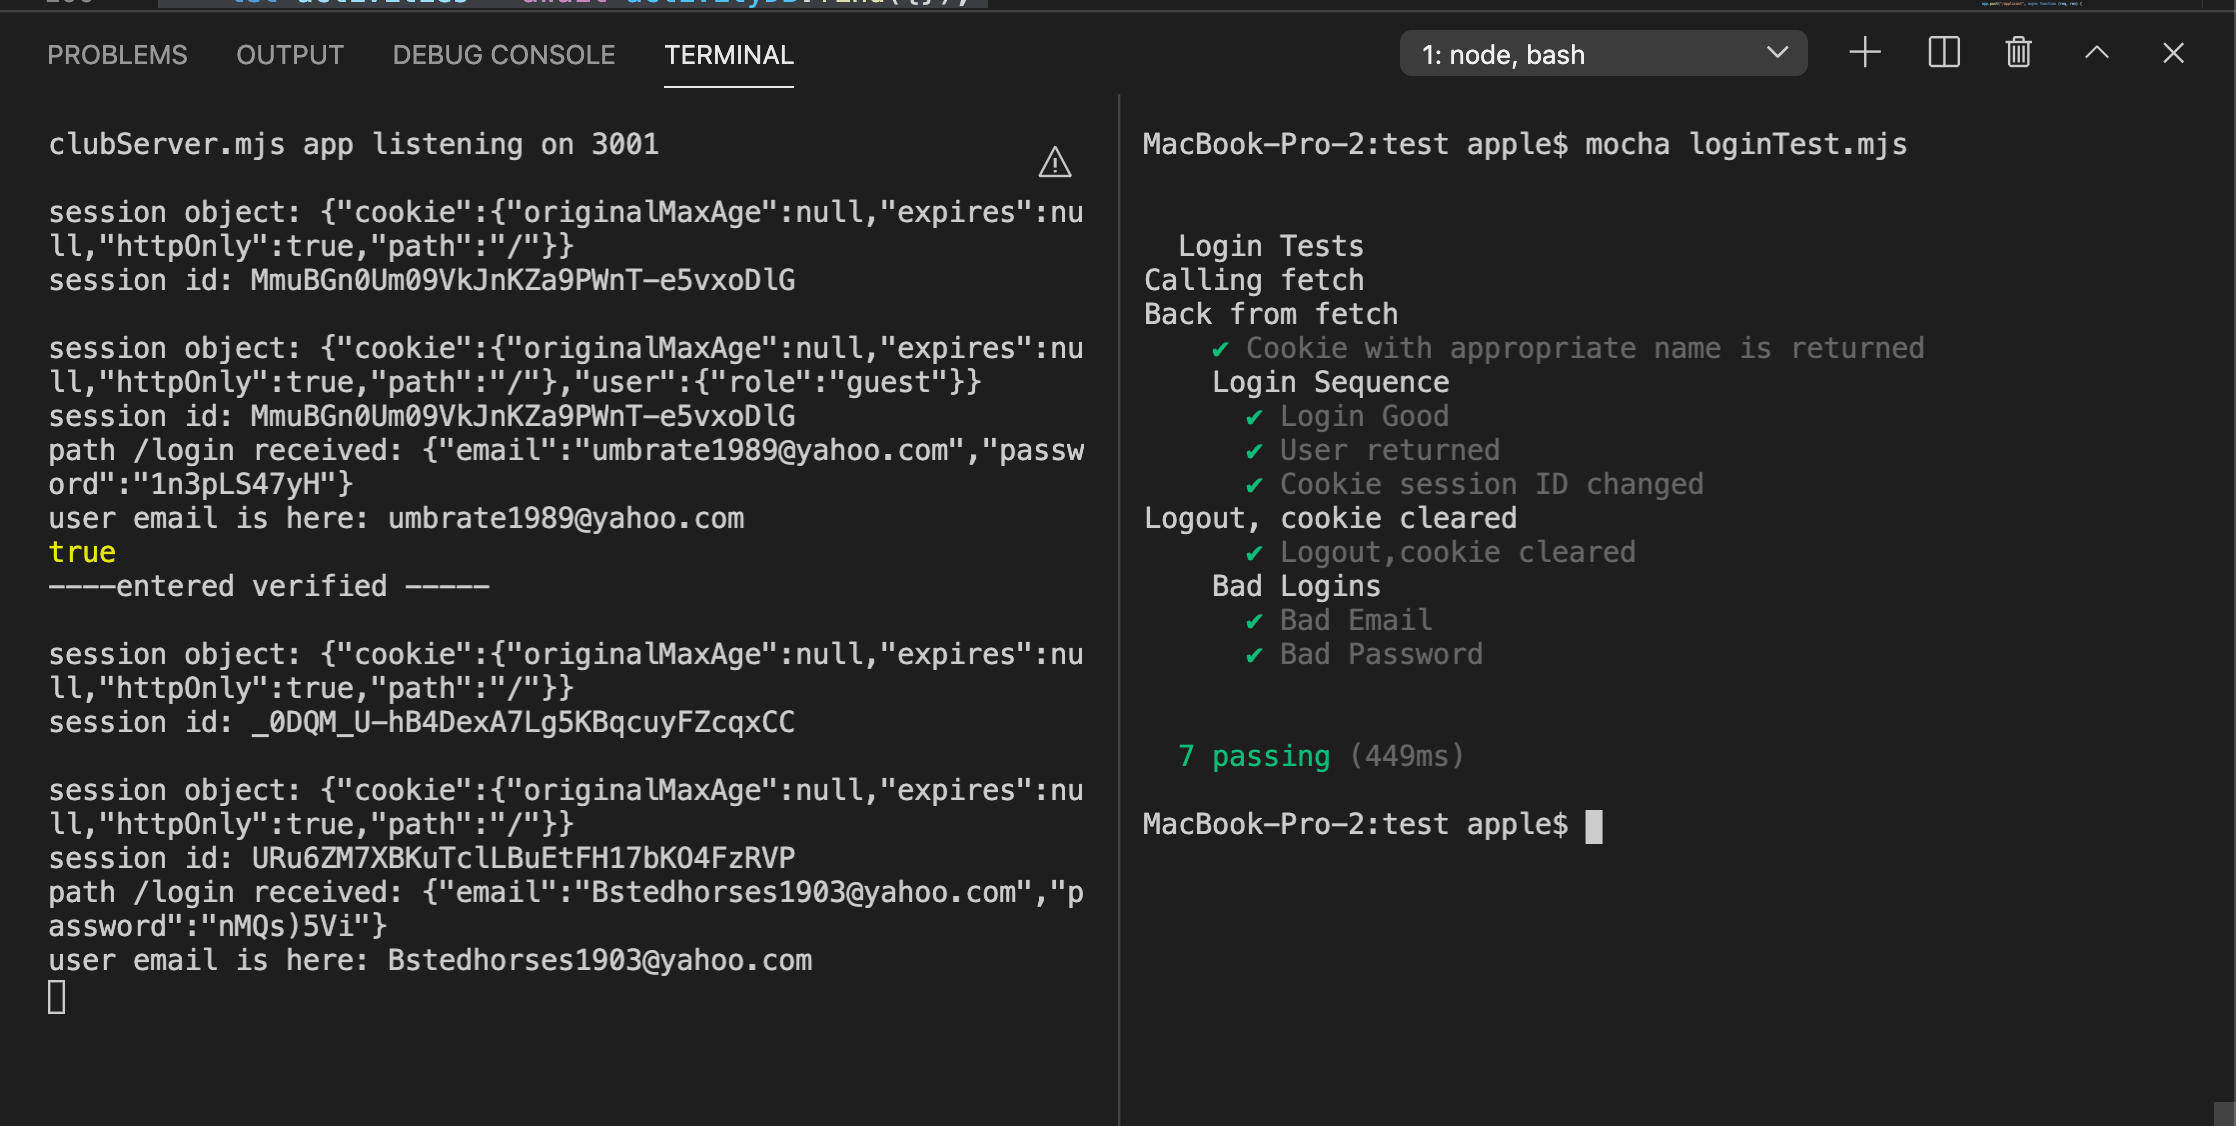 PROBLEMS OUTPUT DEBUG CONSOLE TERMINAL 1: node, bash
clubServer.mjs app listening on 3001
session object: {"cookie":{"originalMaxAge":null,"expires":nu
ll,"httpOnly":true,"path":"/"}}
session id: MmuBGn0Um09VkJnKZa9PWnT-e5vxoDlG
session object: {"cookie":{"originalMaxAge":null,"expires":nu
ll,"httpOnly":true,"path":"/"},"user":{"role":"guest"}}
session id: MmuBGn0Um09VkJnKZa9PWnT-e5vxoDlG
path /login received: {"email":"umbrate1989@yahoo.com","passw
ord":"1n3pLS47yH"}
user email is here: umbrate1989@yahoo.com
true
----entered verified -----
session object: {"cookie":{"originalMaxAge":null,"expires":nu
ll,"httpOnly":true,"path":"/"}}
session id: _0DQM_U-hB4DexA7Lg5KBqcuyFZcqxCC
session object: {"cookie":{"originalMaxAge":null,"expires":nu
ll,"httpOnly":true,"path":"/"}}
session id: URu6ZM7XBKuTclLBuEtFH17bKO4FzRVP
path /login received: {"email":"Bstedhorses1903@yahoo.com","p
assword":"nMQs)5Vi"}
user email is here: Bstedhorses1903@yahoo.com
MacBook-Pro-2:test apple$ mocha loginTest.mjs
Login Tests
Calling fetch
Back from fetch
✔ Cookie with appropriate name is returned
Login Sequence
✔ Login Good
✔ User returned
✔ Cookie session ID changed
Logout, cookie cleared
✔ Logout,cookie cleared
Bad Logins
✔ Bad Email
✔ Bad Password
7 passing (449ms)
MacBook-Pro-2:test apple$